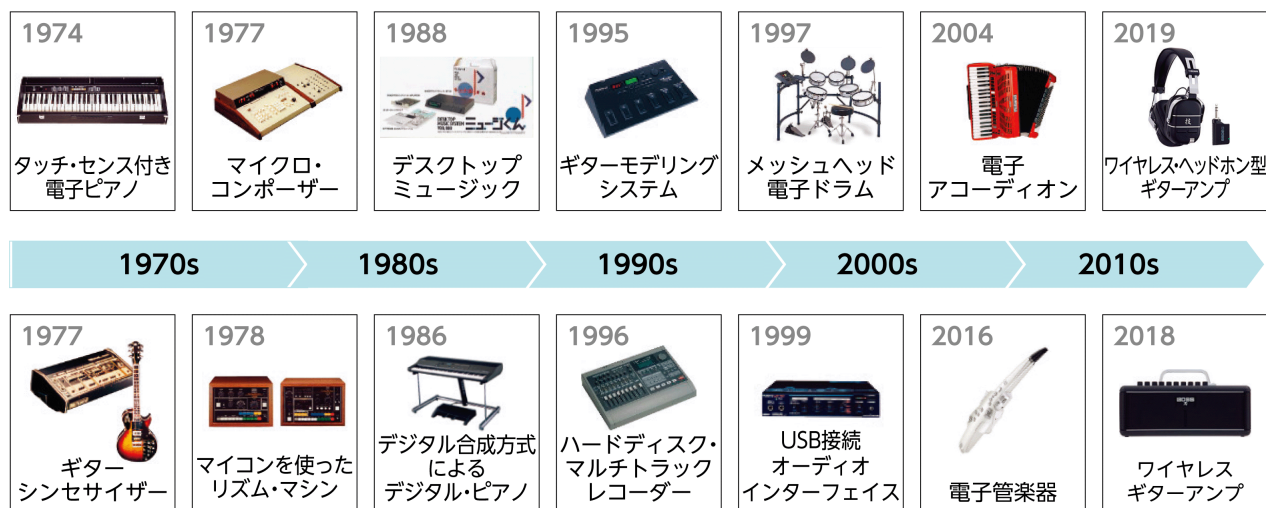 1974
タッチ・センス付き
電子ピアノ
1977
マイクロ・
コンポーザー
1988
ミュージくん
デスクトップ
ミュージック
1995
ギターモデリング
システム
1997
メッシュヘッド
電子ドラム
2004
電子
アコーディオン
2019
ワイヤレス・ヘッドホン型
ギターアンプ
1970s
1980s
1990s
2000s
2010s
1977
ギター
シンセサイザー
1978
マイコンを使った
リズム・マシン
1986
デジタル合成方式
による
デジタル・ピアノ
1996
ハードディスク・
マルチトラック
レコーダー
1999
USB接続
オーディオ
インターフェイス
2016
電子管楽器
2018
BOSS
ワイヤレス
ギターアンプ